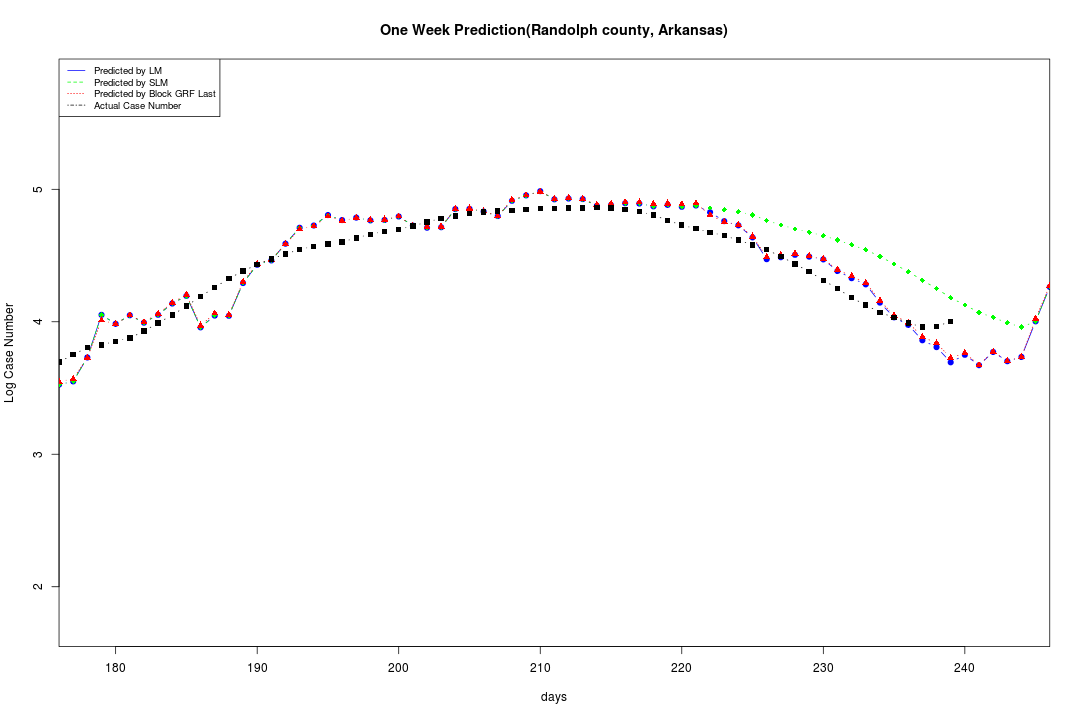 One Week Prediction(Randolph county, Arkansas)
Predicted by LM
Predicted by SLM
Predicted by Block GRF Last
Actual Case Number
5
4
3
2
Log Case Number
180 190 200 210 220 230 240
days